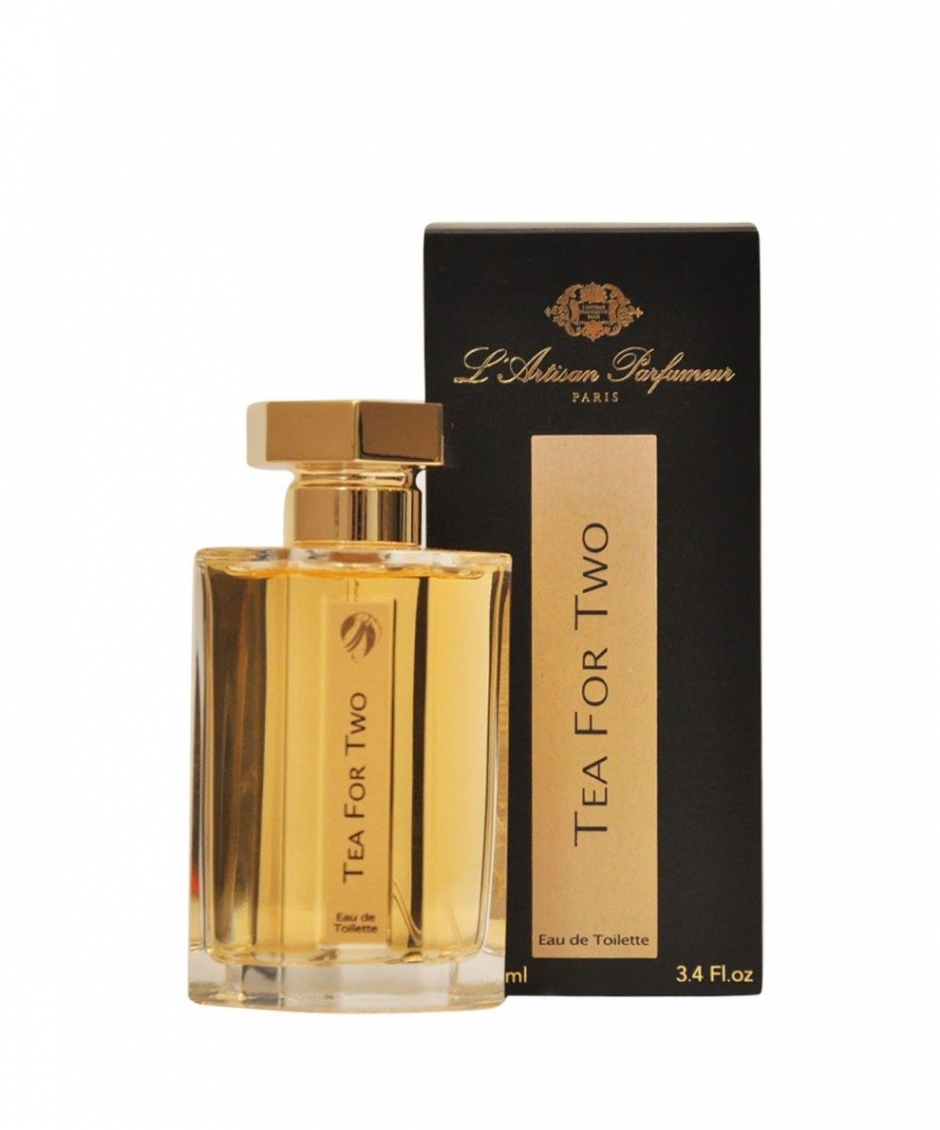 L'Artisan Parfumeur
PARIS
TEA FOR TWO
Eau de Toilette
ml
3.4 Fl.oz
TEA FOR TWO
Eau de
Toilette